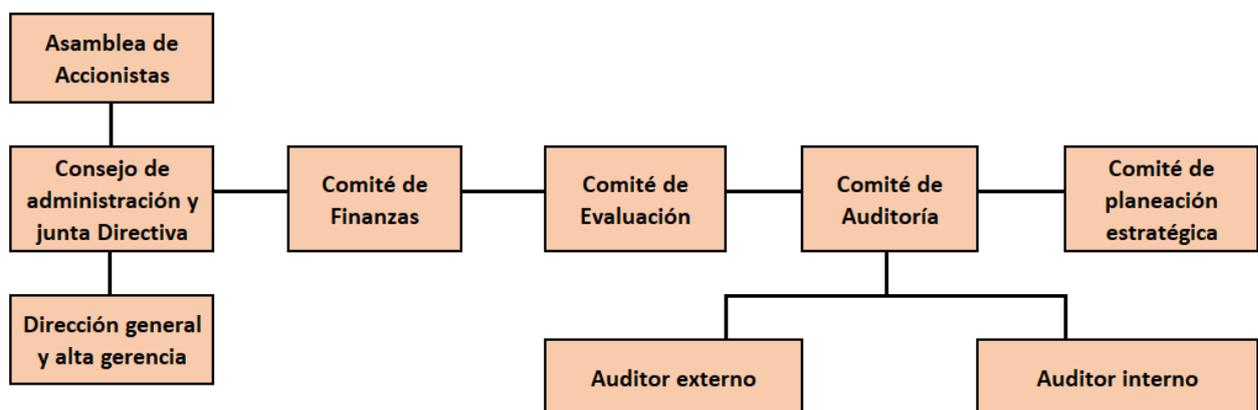 Asamblea de
Accionistas
Consejo de
administración y
junta Directiva
Comité de
Finanzas
Comité de
Evaluación
Comité de
Auditoría
Comité de
planeación
estratégica
Dirección general
y alta gerencia
Auditor externo
Auditor interno